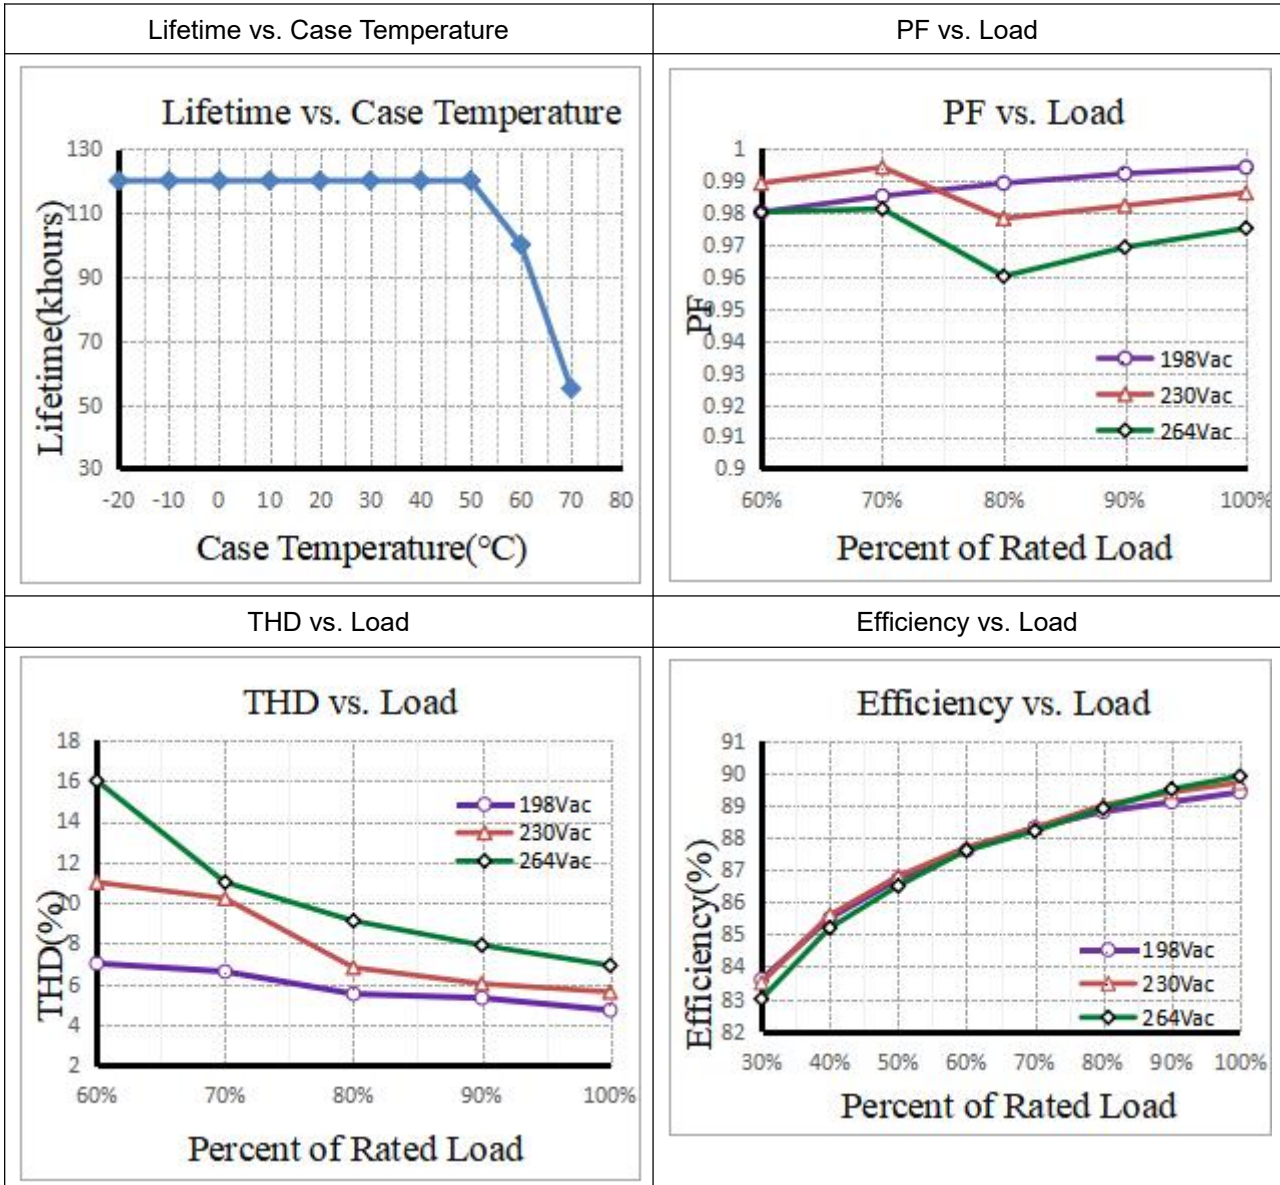 Lifetime vs. Case Temperature
PF vs. Load
Lifetime vs. Case Temperature
130
110
90
70
50
30
Lifetime(khours)
-20 -10 0 10 20 30 40 50 60 70 80
Case Temperature(°C)
PF vs. Load
1
0.99
0.98
0.97
0.96
0.95
0.94
0.93
0.92
0.91
0.9
PF
198Vac
230Vac
264Vac
60% 70% 80% 90% 100%
Percent of Rated Load
THD vs. Load
Efficiency vs. Load
THD vs. Load
18
16
14
12
10
8
6
4
2
THD(%)
198Vac
230Vac
264Vac
60% 70% 80% 90% 100%
Percent of Rated Load
Efficiency vs. Load
91
90
89
88
87
86
85
84
83
82
Efficiency(%)
198Vac
230Vac
264Vac
30% 40% 50% 60% 70% 80% 90% 100%
Percent of Rated Load